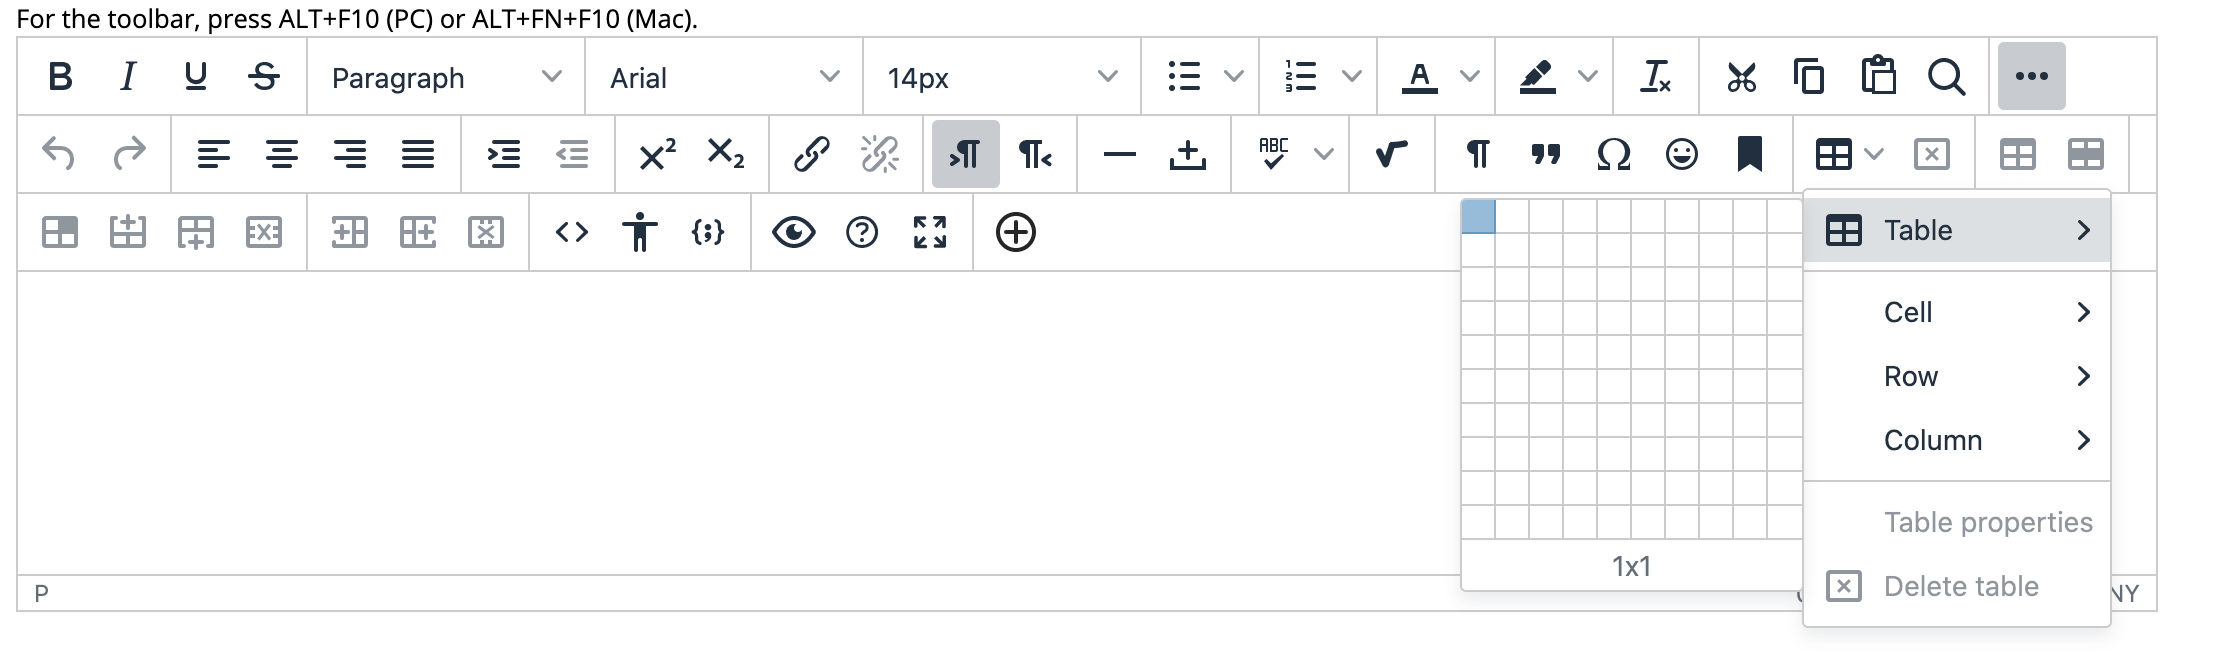 For the toolbar, press ALT+F10 (PC) or ALT+FN+F10 (Mac).
B I U S Paragraph Arial 14px A
ABC
Table
Cell
Row
Column
Table properties
Delete table
1x1
P
NY